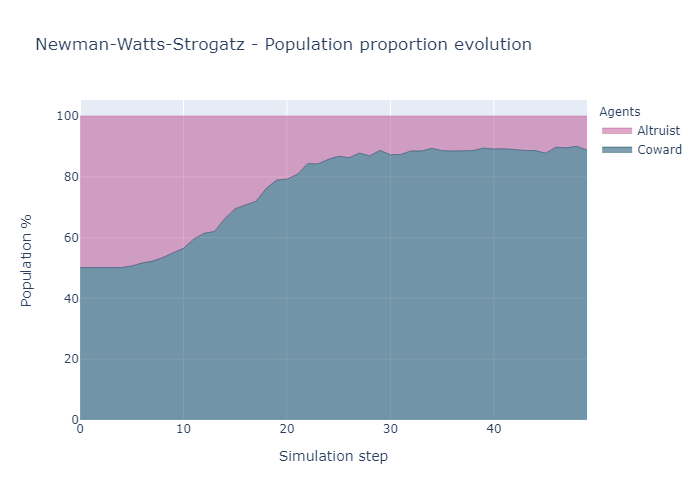 Newman-Watts-Strogatz - Population proportion evolution
Agents
Altruist
Coward
100
80
60
40
20
0
Population %
0 10 20 30 40
Simulation step